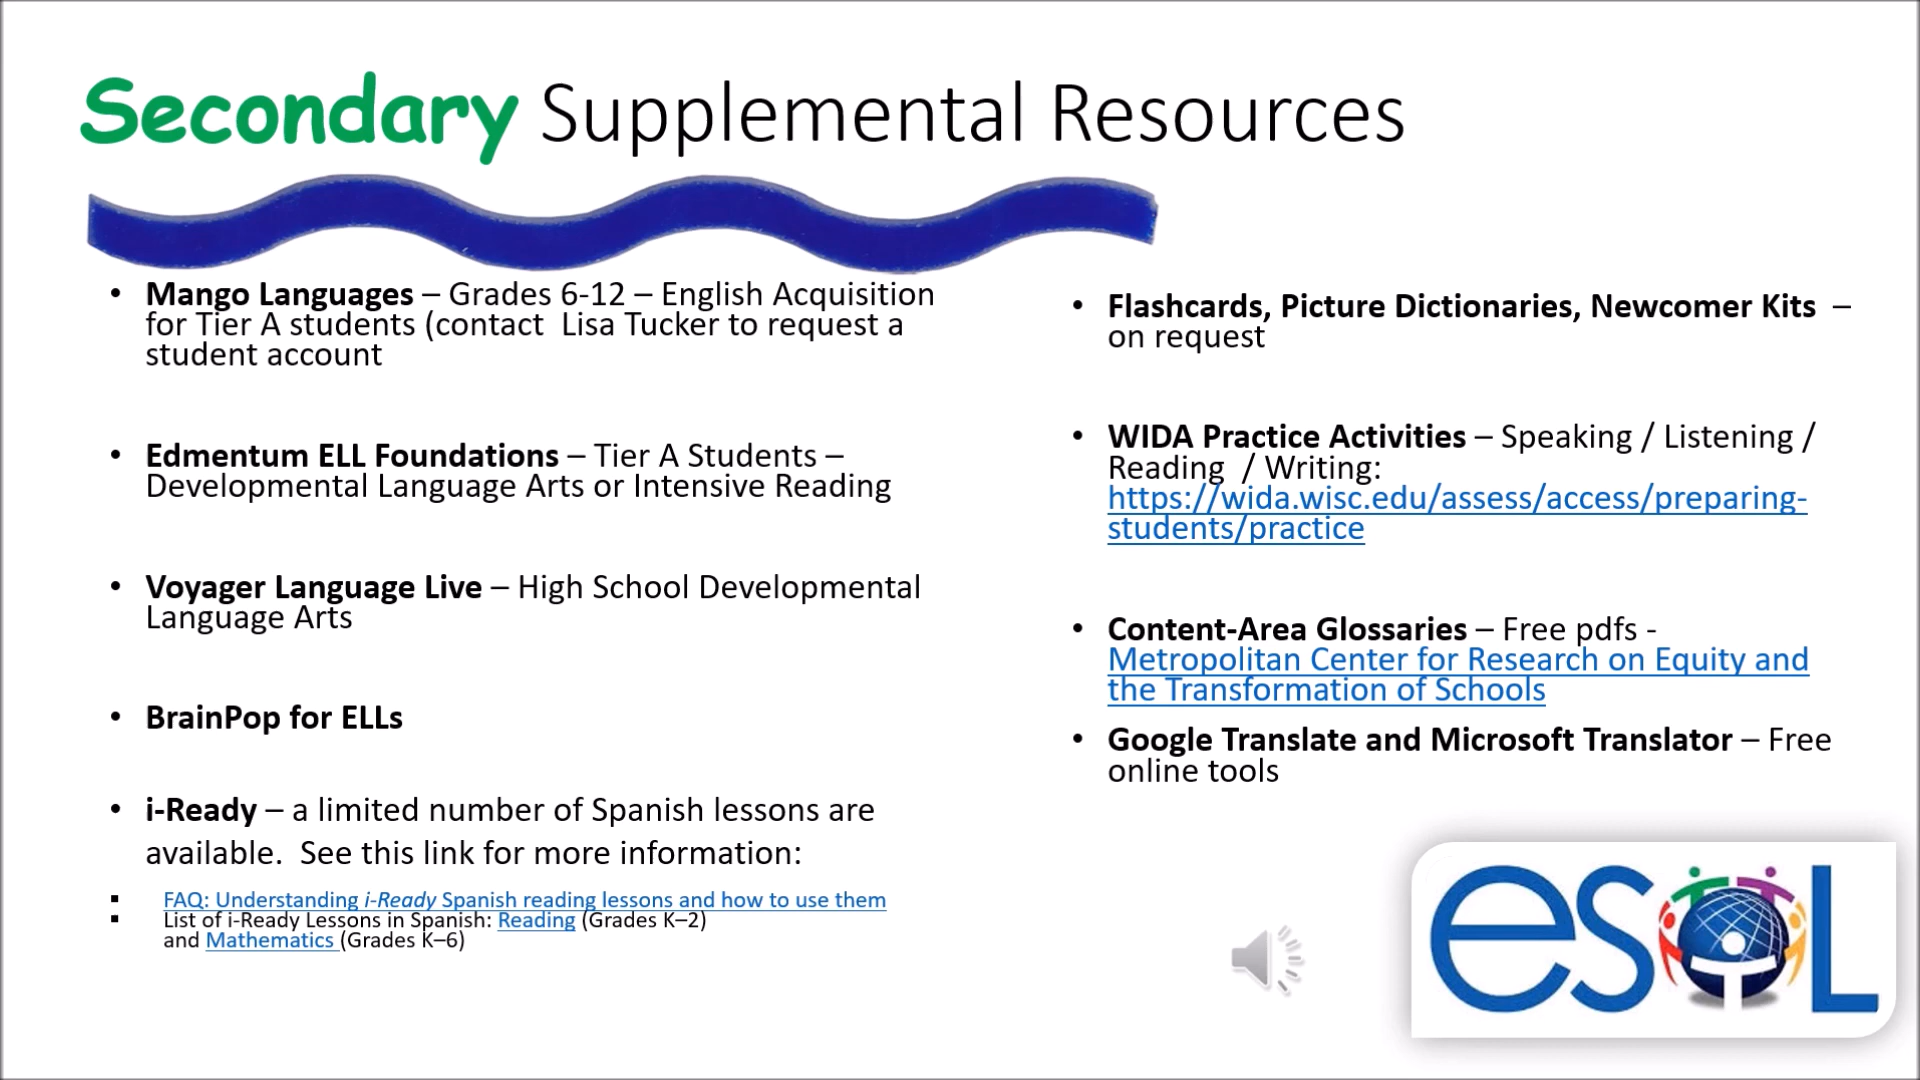 Secondary Supplemental Resources
• Mango Languages – Grades 6-12 – English Acquisition
for Tier A students (contact  Lisa Tucker to request a
student account
• Edmentum ELL Foundations – Tier A Students –
Developmental Language Arts or Intensive Reading
• Voyager Language Live – High School Developmental
Language Arts
• BrainPop for ELLs
• i-Ready – a limited number of Spanish lessons are
available.  See this link for more information:
▪ FAQ: Understanding i-Ready Spanish reading lessons and how to use them
▪ List of i-Ready Lessons in Spanish: Reading (Grades K–2)
and Mathematics (Grades K–6)
• Flashcards, Picture Dictionaries, Newcomer Kits  –
on request
• WIDA Practice Activities – Speaking / Listening /
Reading  / Writing:
https://wida.wisc.edu/assess/access/preparing-
students/practice
• Content-Area Glossaries – Free pdfs -
Metropolitan Center for Research on Equity and
the Transformation of Schools
• Google Translate and Microsoft Translator – Free
online tools
eSOL